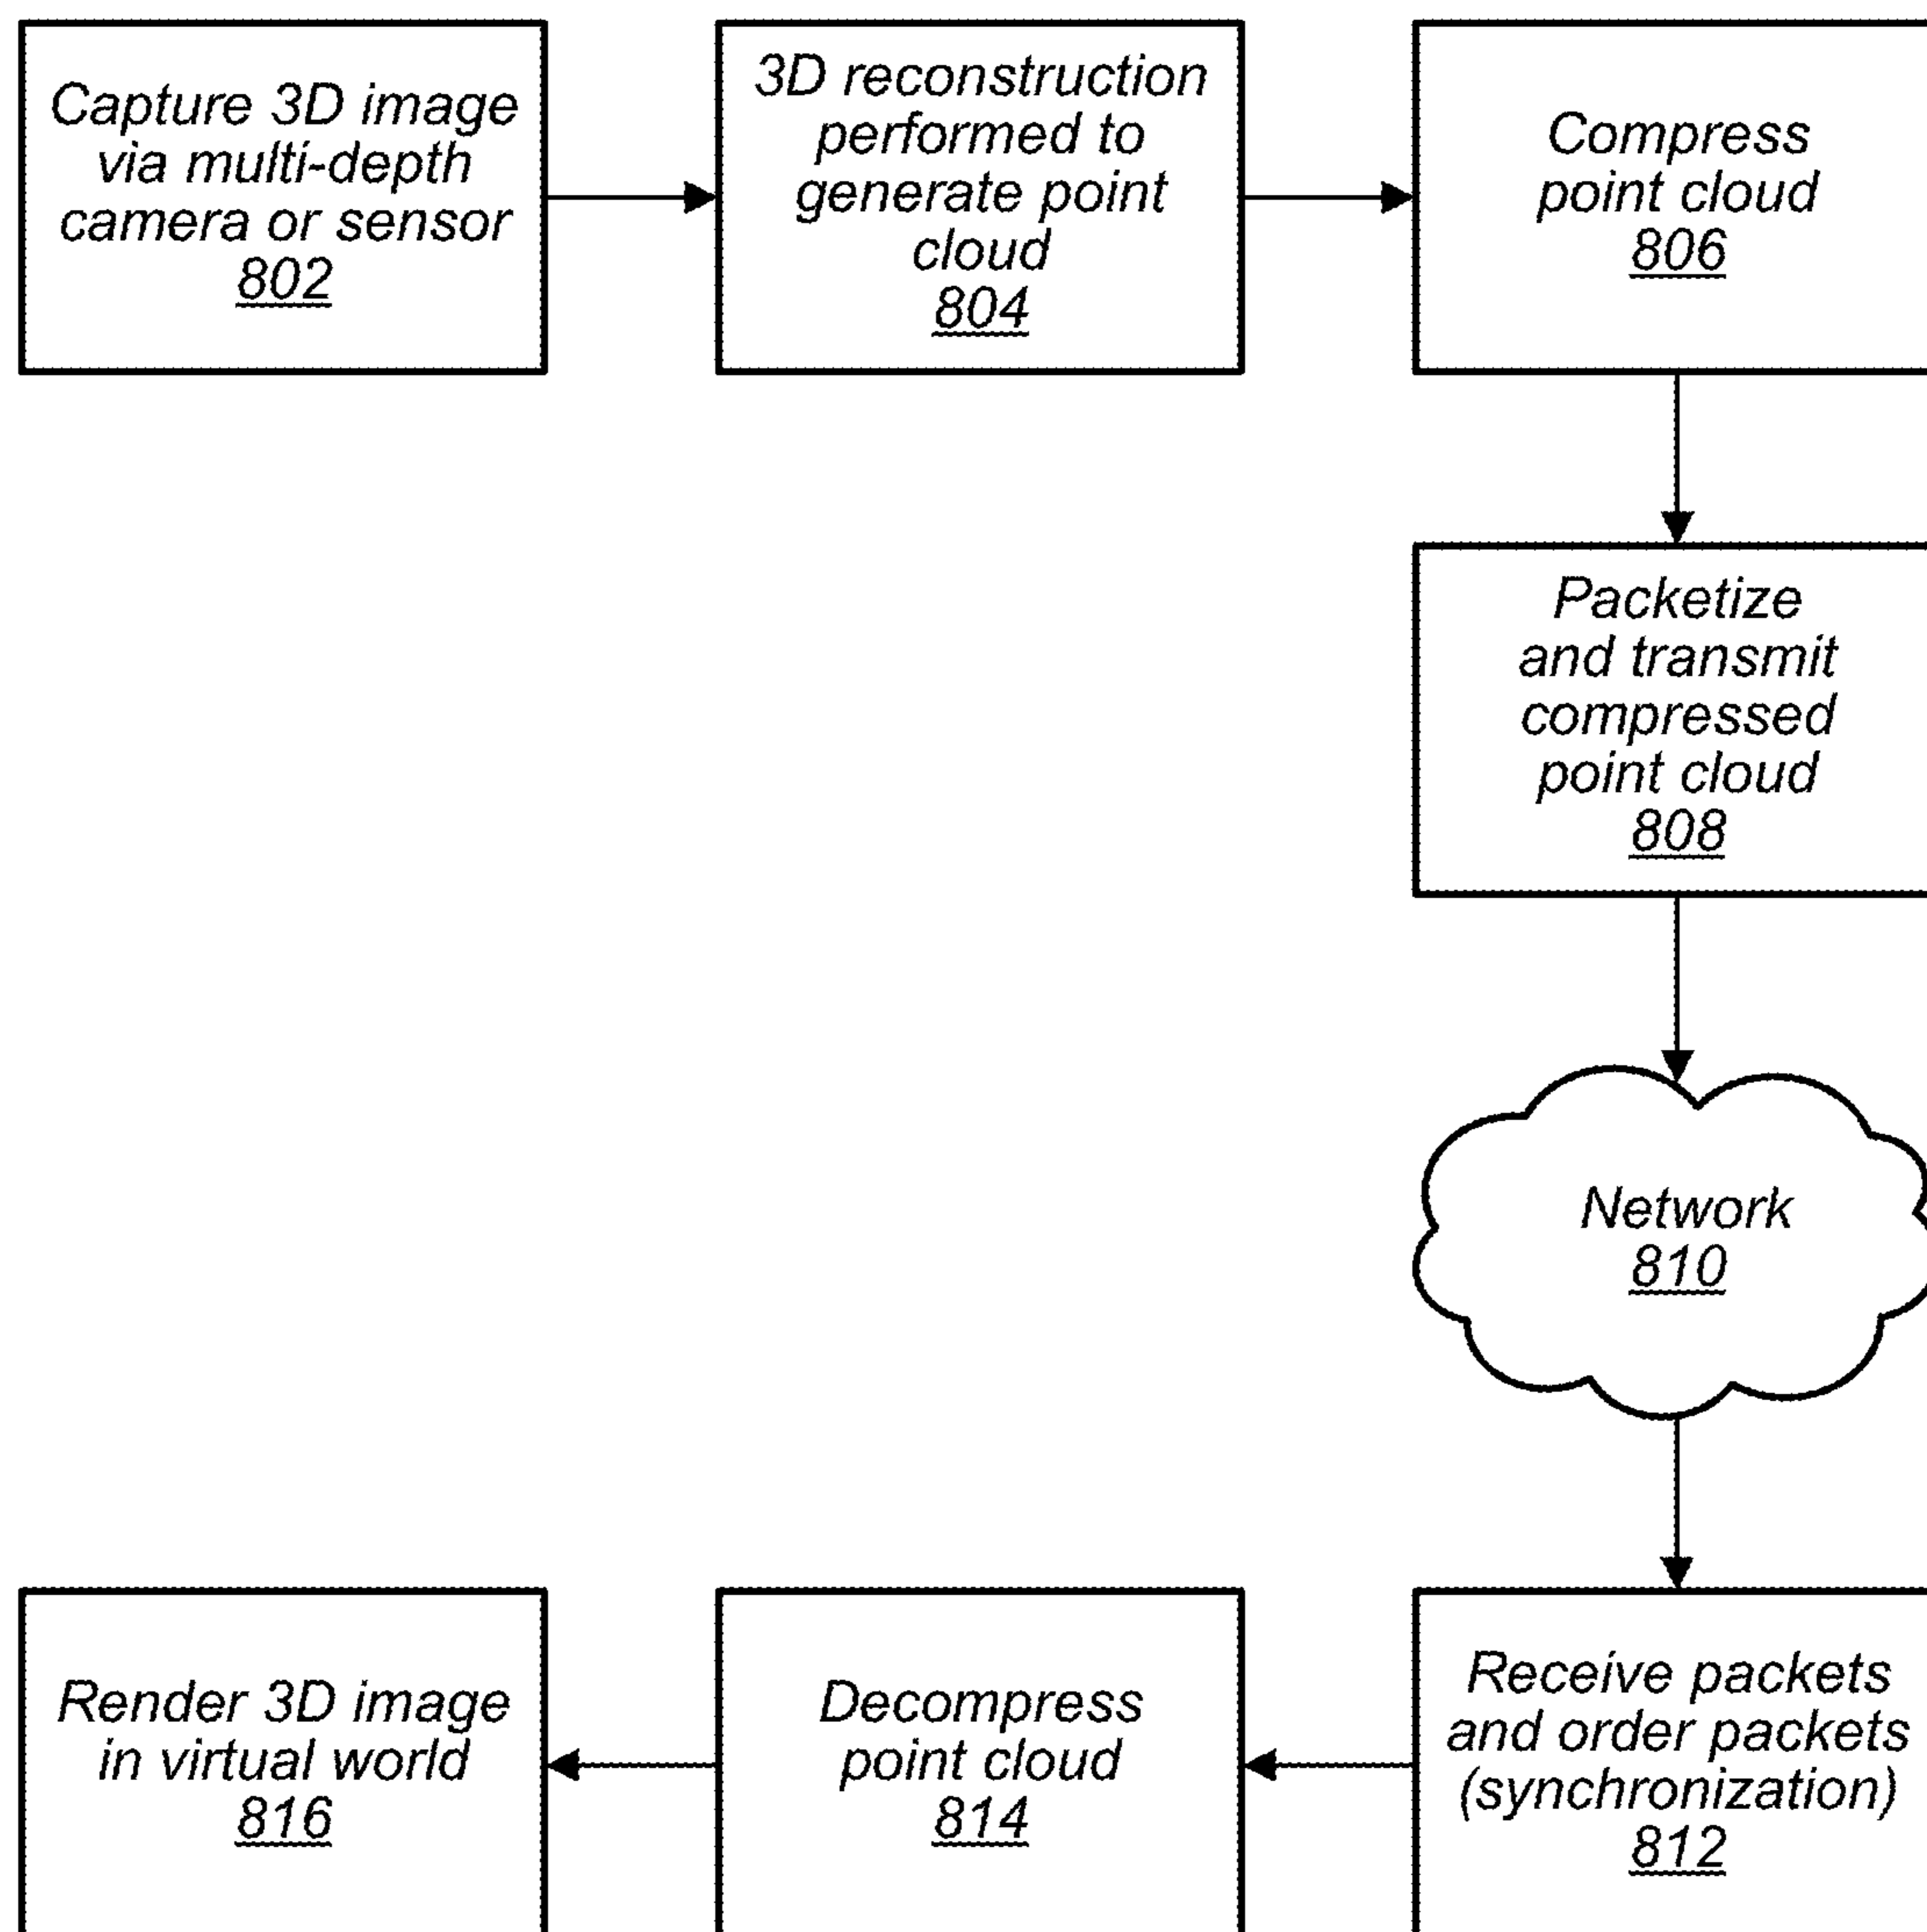 Capture 3D image
via multi-depth
camera or sensor
802
3D reconstruction
performed to
generate point
cloud
804
Compress
point cloud
806
Packetize
and transmit
compressed
point cloud
808
Network
810
Receive packets
and order packets
(synchronization)
812
Decompress
point cloud
814
Render 3D image
in virtual world
816